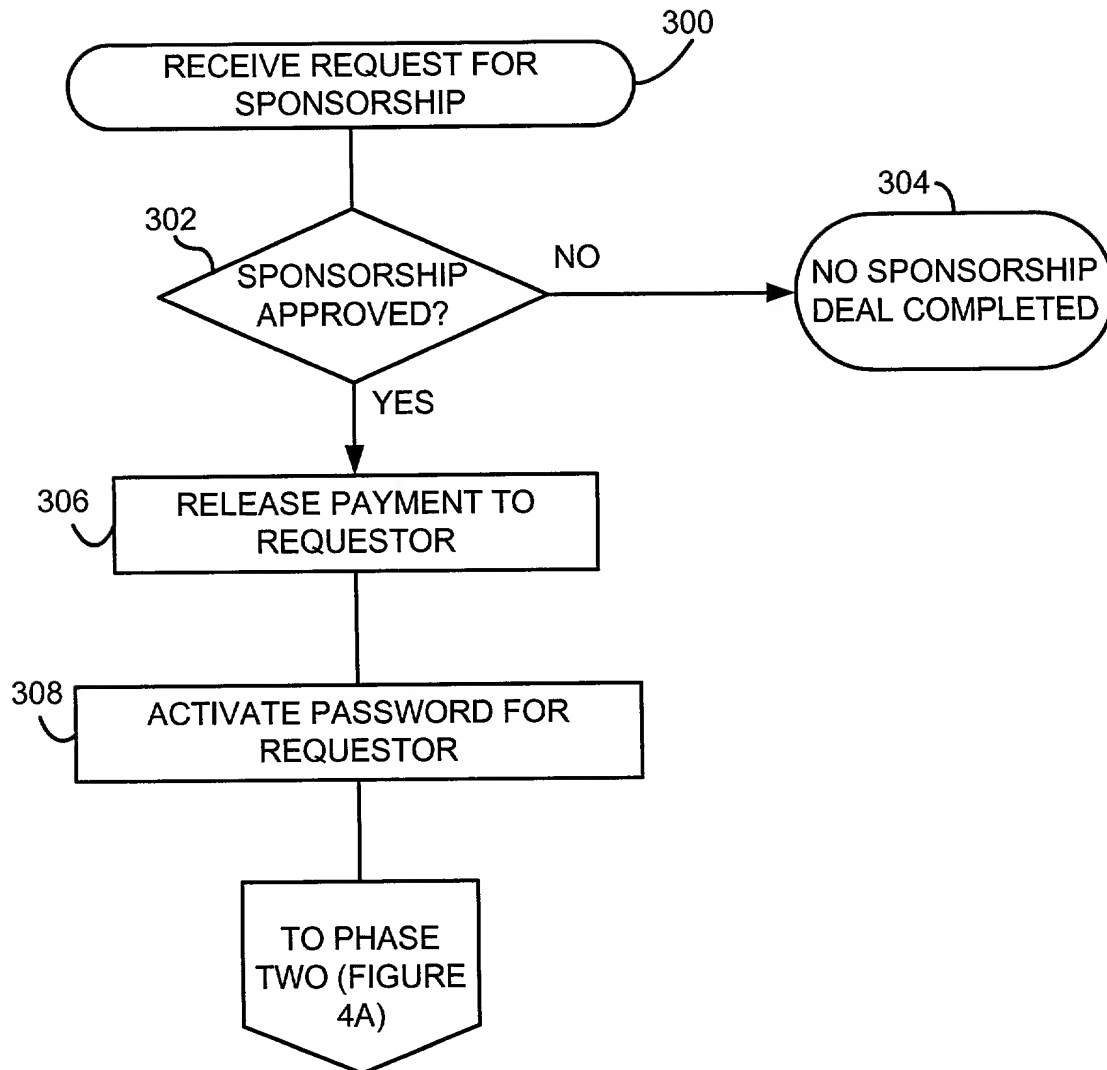 300
RECEIVE REQUEST FOR
SPONSORSHIP
304
302
SPONSORSHIP
APPROVED?
NO
NO SPONSORSHIP
DEAL COMPLETED
YES
306
RELEASE PAYMENT TO
REQUESTOR
308
ACTIVATE PASSWORD FOR
REQUESTOR
TO PHASE
TWO (FIGURE
4A)